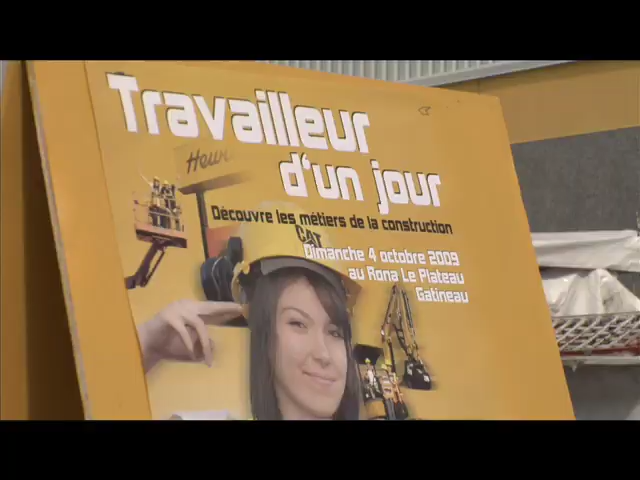 Travailleur
d'un jour
Découvre les métiers de la construction
CAT
Dimanche 4 octobre 2009
au Rona Le Plateau
Gatineau